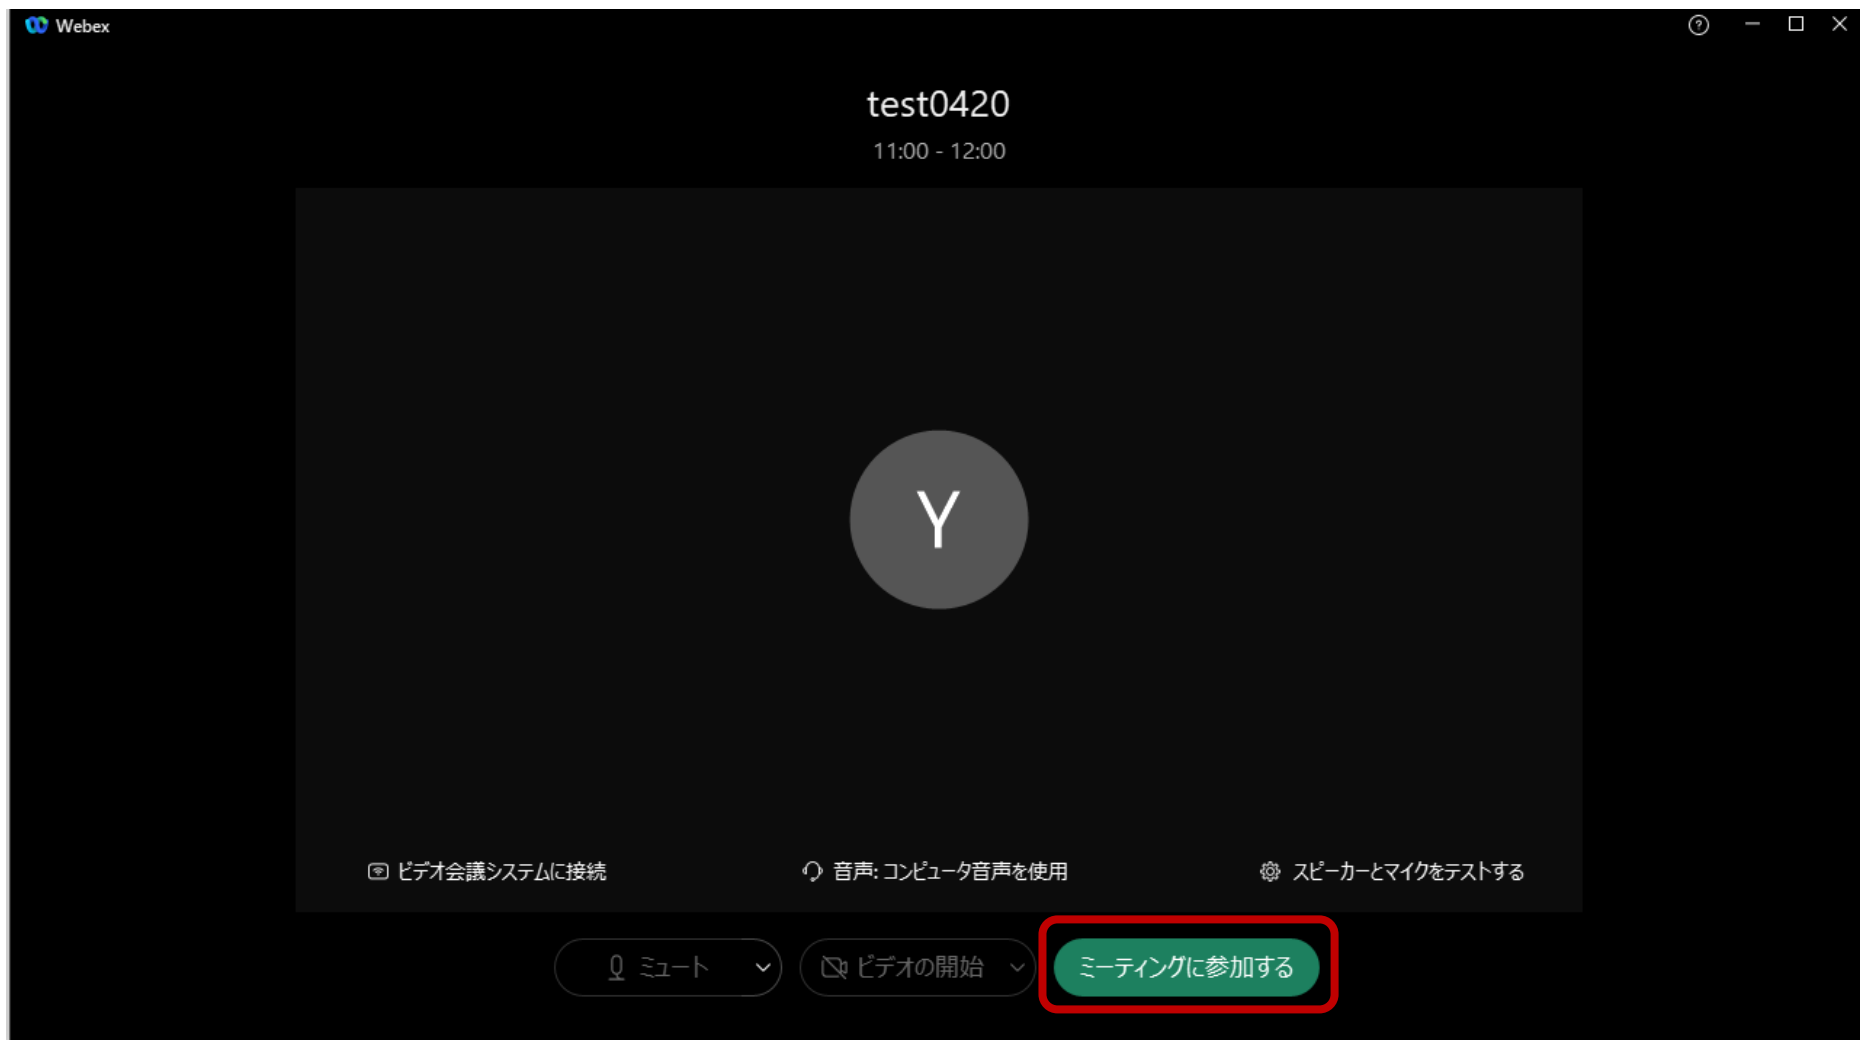 Webex
test0420
11:00 - 12:00
Y
ビデオ会議システムに接続
音声: コンピュータ音声を使用
スピーカーとマイクをテストする
ミュート
ビデオの開始
ミーティングに参加する